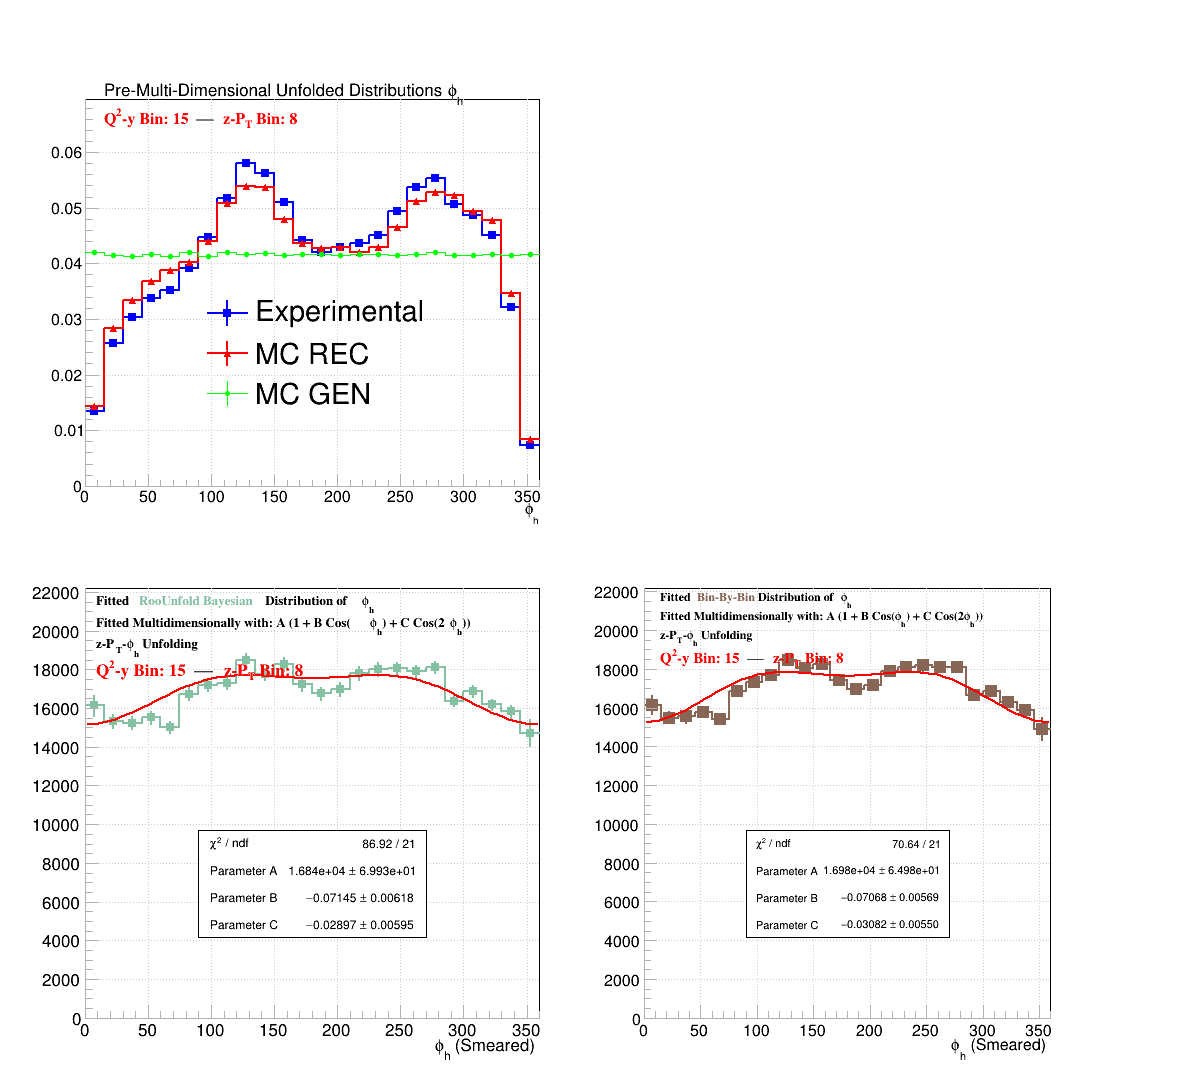 Pre-Multi-Dimensional Unfolded Distributions ϕh
Q2-y Bin: 15 — z-PT Bin: 8
0.06
0.05
0.04
0.03
0.02
0.01
0
Experimental
MC REC
MC GEN
0 50 100 150 200 250 300 350
ϕh
22000
20000
18000
16000
14000
12000
10000
8000
6000
4000
2000
0
Fitted RooUnfold Bayesian Distribution of ϕh
Fitted Multidimensionally with: A (1 + B Cos( ϕh) + C Cos(2 ϕh))
z-PT-ϕh Unfolding
Q2-y Bin: 15 — z-PT Bin: 8
χ2 / ndf 86.92 / 21
Parameter A 1.684e+04 ± 6.993e+01
Parameter B −0.07145 ± 0.00618
Parameter C −0.02897 ± 0.00595
0 50 100 150 200 250 300 350
ϕh (Smeared)
22000
20000
18000
16000
14000
12000
10000
8000
6000
4000
2000
0
Fitted Bin-By-Bin Distribution of ϕh
Fitted Multidimensionally with: A (1 + B Cos(ϕh) + C Cos(2ϕh))
z-PT-ϕh Unfolding
Q2-y Bin: 15 — z-PT Bin: 8
χ2 / ndf 70.64 / 21
Parameter A 1.698e+04 ± 6.498e+01
Parameter B −0.07068 ± 0.00569
Parameter C −0.03082 ± 0.00550
0 50 100 150 200 250 300 350
ϕh (Smeared)